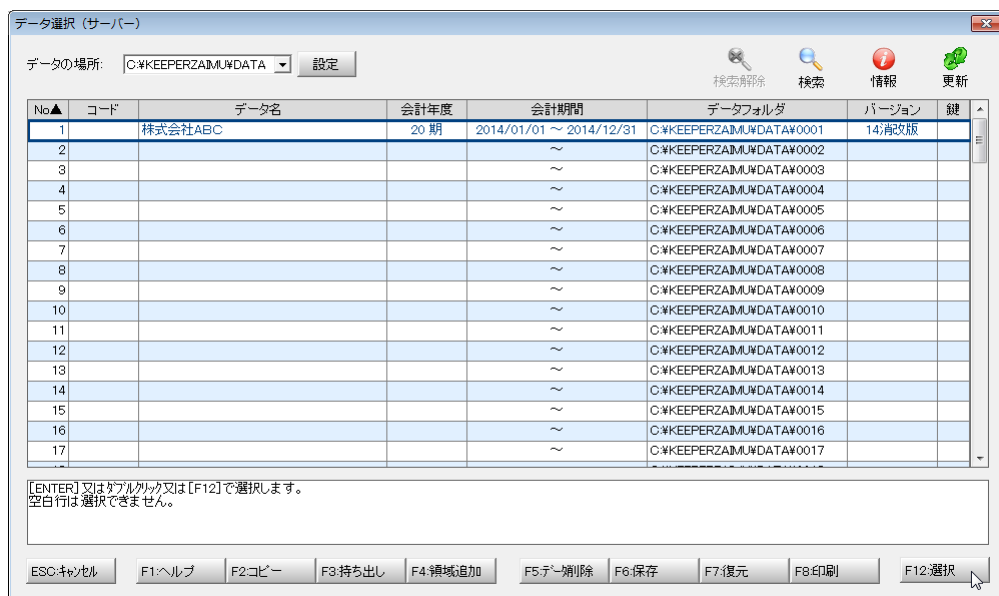 データ選択（サーバー）
データの場所: C:¥KEEPERZAIMU¥DATA 設定 検索解除 検索 情報 更新
No▲ コード データ名 会計年度 会計期間 データフォルダ バージョン 鍵
1 株式会社ABC 20 期 2014/01/01 ～ 2014/12/31 C:¥KEEPERZAIMU¥DATA¥0001 14消改版
2 ～ C:¥KEEPERZAIMU¥DATA¥0002
3 ～ C:¥KEEPERZAIMU¥DATA¥0003
4 ～ C:¥KEEPERZAIMU¥DATA¥0004
5 ～ C:¥KEEPERZAIMU¥DATA¥0005
6 ～ C:¥KEEPERZAIMU¥DATA¥0006
7 ～ C:¥KEEPERZAIMU¥DATA¥0007
8 ～ C:¥KEEPERZAIMU¥DATA¥0008
9 ～ C:¥KEEPERZAIMU¥DATA¥0009
10 ～ C:¥KEEPERZAIMU¥DATA¥0010
11 ～ C:¥KEEPERZAIMU¥DATA¥0011
12 ～ C:¥KEEPERZAIMU¥DATA¥0012
13 ～ C:¥KEEPERZAIMU¥DATA¥0013
14 ～ C:¥KEEPERZAIMU¥DATA¥0014
15 ～ C:¥KEEPERZAIMU¥DATA¥0015
16 ～ C:¥KEEPERZAIMU¥DATA¥0016
17 ～ C:¥KEEPERZAIMU¥DATA¥0017
[ENTER]又はﾀﾞﾌﾞﾙｸﾘｯｸ又は[F12]で選択します。
空白行は選択できません。
ESC:ｷｬﾝｾﾙ F1:ヘルプ F2:コピー F3:持ち出し F4:領域追加 F5:ﾃﾞｰﾀ削除 F6:保存 F7:復元 F8:印刷 F12:選択